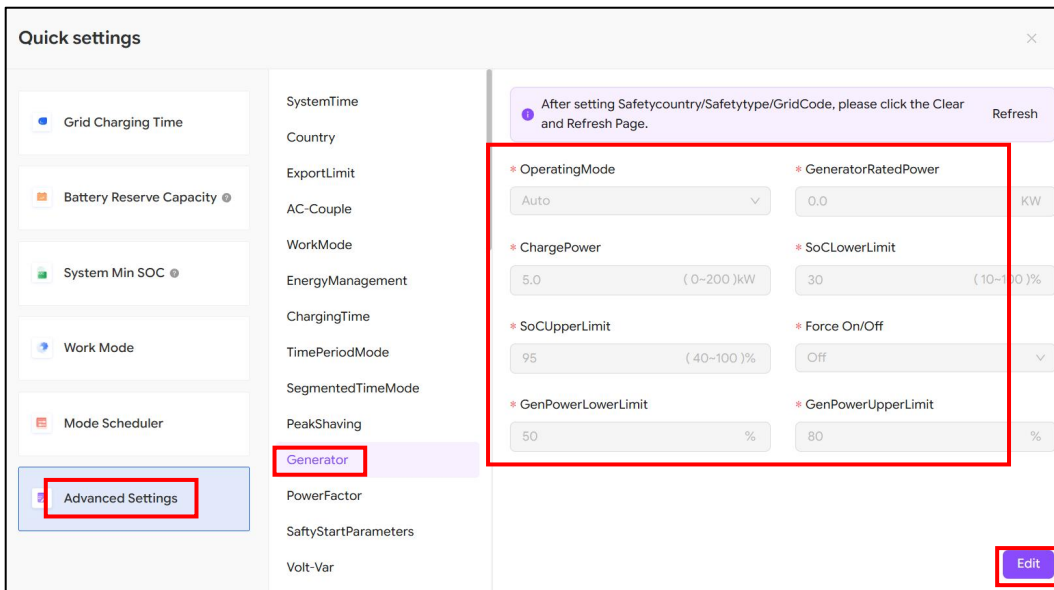 Quick settings
Grid Charging Time
Battery Reserve Capacity
System Min SOC
Work Mode
Mode Scheduler
Advanced Settings
SystemTime
Country
ExportLimit
AC-Couple
WorkMode
EnergyManagement
ChargingTime
TimePeriodMode
SegmentedTimeMode
PeakShaving
Generator
PowerFactor
SaftyStartParameters
Volt-Var
After setting Safetycountry/Safetytype/GridCode, please click the Clear
and Refresh Page.
Refresh
* OperatingMode
Auto
* GeneratorRatedPower
0.0 KW
* ChargePower
5.0 ( 0~200 )kW
* SoCLowerLimit
30 ( 10~100 )%
* SoCUpperLimit
95 ( 40~100 )%
* Force On/Off
Off
* GenPowerLowerLimit
50 %
* GenPowerUpperLimit
80 %
Edit